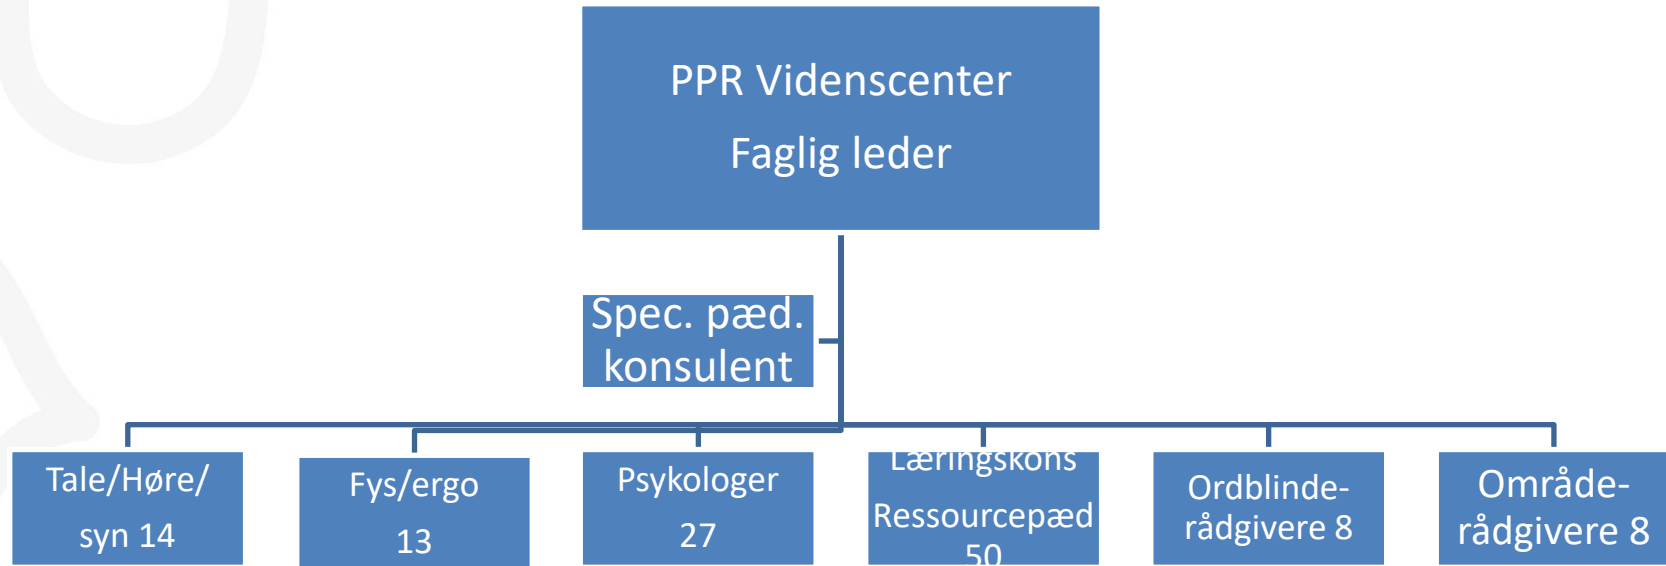 PPR Videnscenter
Faglig leder
Spec. pæd.
konsulent
Tale/Høre/
syn 14
Fys/ergo
13
Psykologer
27
Læringskons
Ressourcepæd
50
Ordblinde-
rådgivere 8
Område-
rådgivere 8